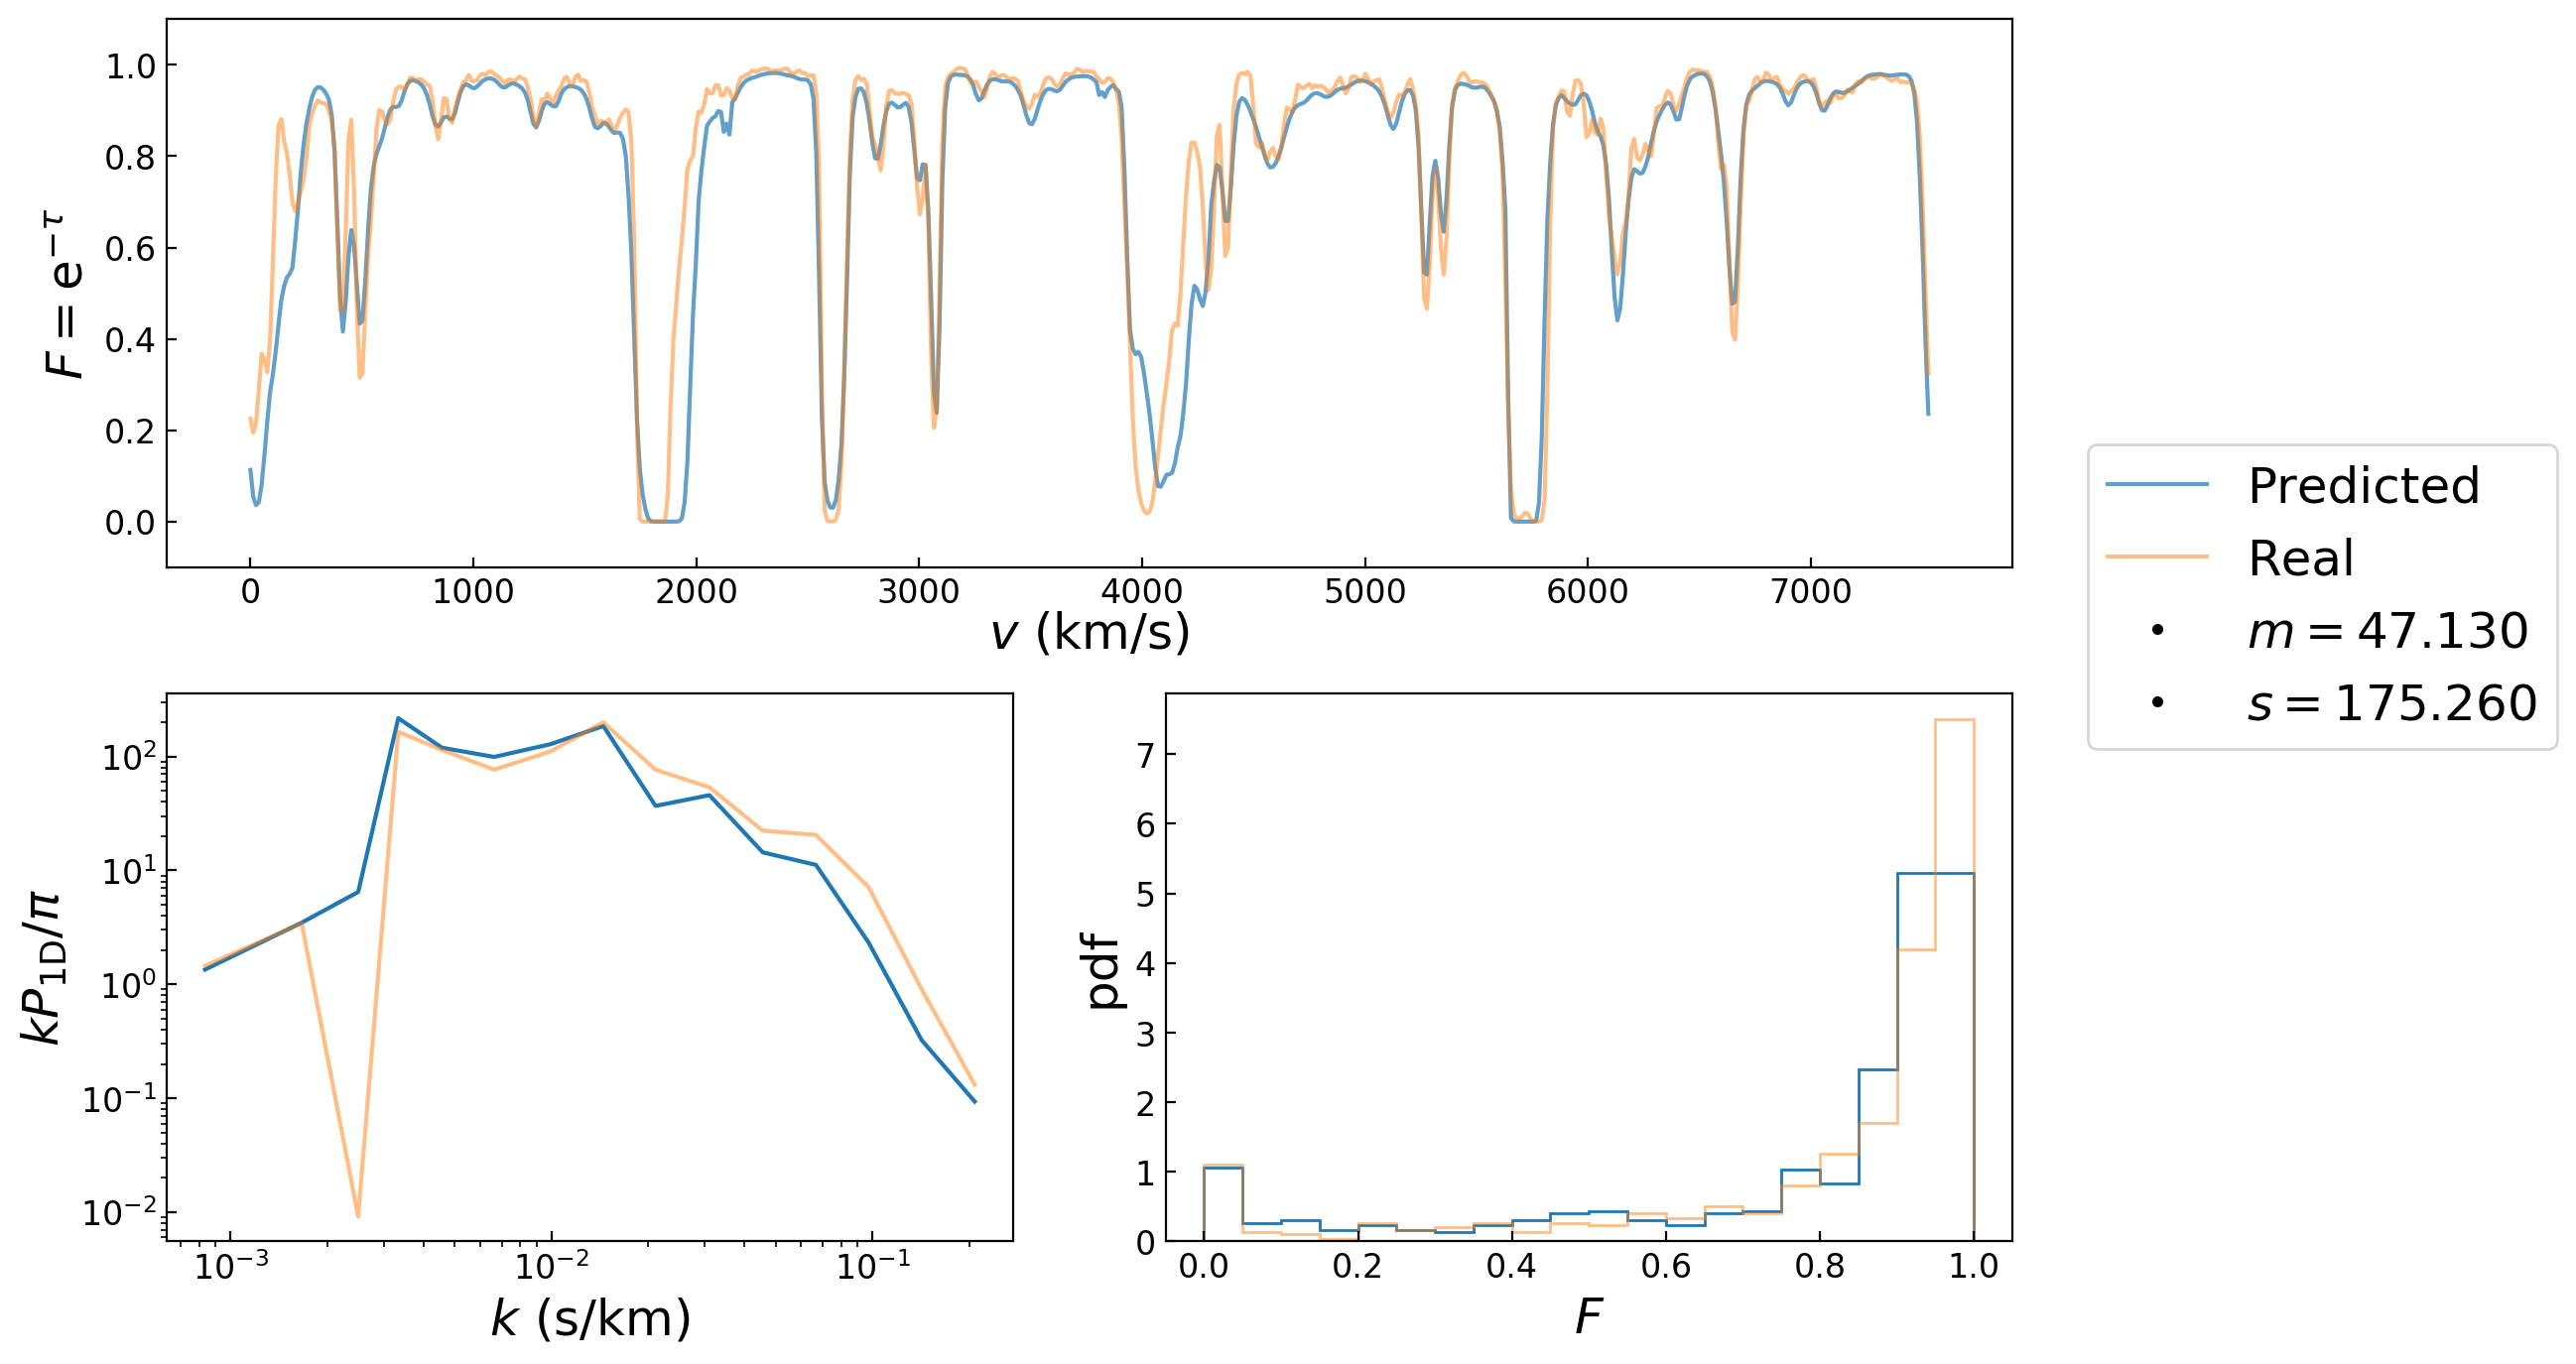 1.0
0.8
0.6
0.4
0.2
0.0
F = e^{−τ}
0 1000 2000 3000 4000 5000 6000 7000
v (km/s)
Predicted
Real
m = 47.130
s = 175.260
10^2
10^1
10^0
10^{−1}
10^{−2}
kP_{1D}/π
10^{−3} 10^{−2} 10^{−1}
k (s/km)
7
6
5
4
3
2
1
0
pdf
0.0 0.2 0.4 0.6 0.8 1.0
F